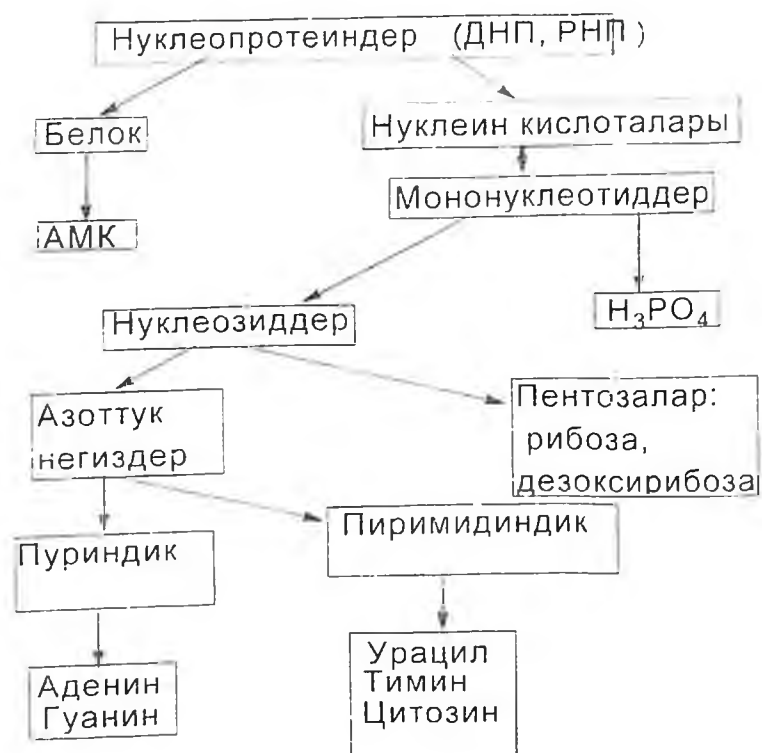 Нуклеопротеиндер (ДНП, РНП)
Белок
Нуклеин кислоталары
АМК
Мононуклеотиддер
Нуклеозиддер
H₃PO₄
Азоттук
негиздер
Пентозалар:
рибоза,
дезоксирибоза
Пуриндик
Пиримидиндик
Аденин
Гуанин
Урацил
Тимин
Цитозин